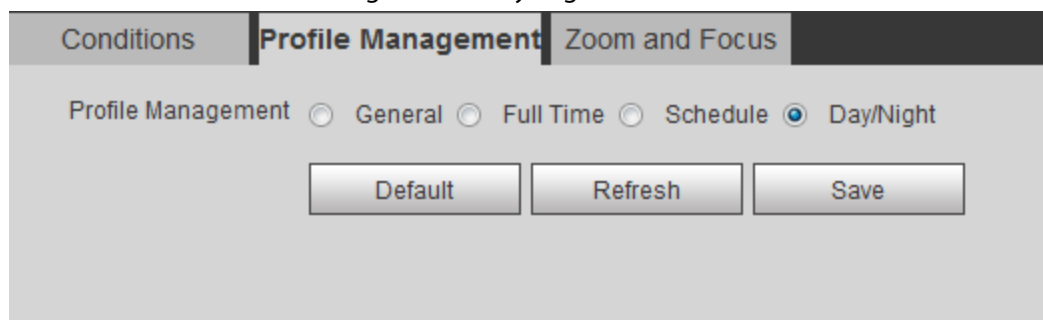 Conditions Profile Management Zoom and Focus
Profile Management General Full Time Schedule Day/Night
Default Refresh Save